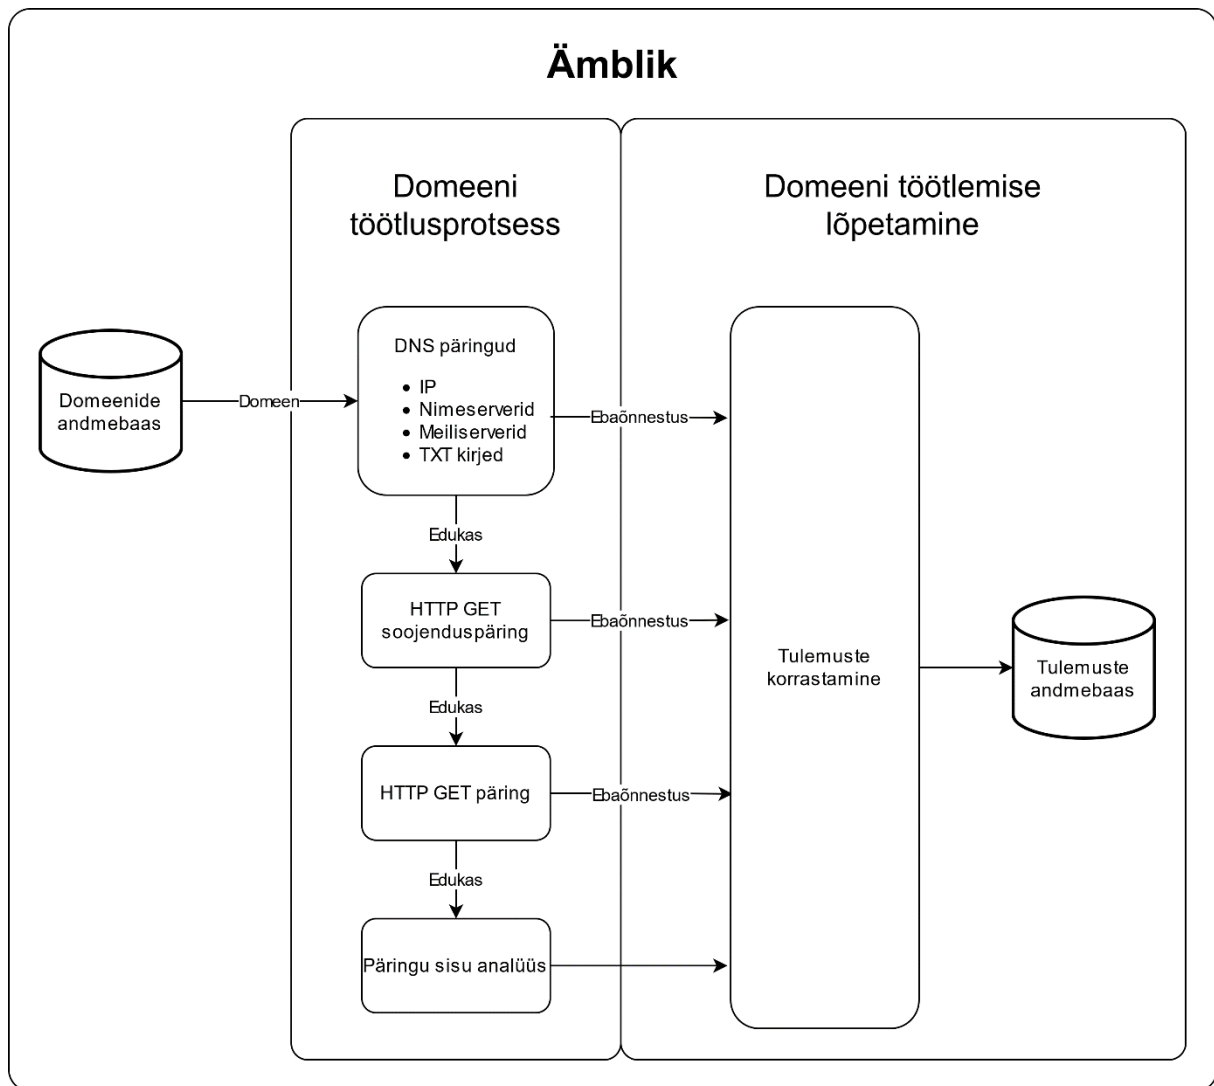 Ämblik
Domeeni
töötlusprotsess
Domeeni töötlemise
lõpetamine
Domeenide
andmebaas
Domeen
DNS päringud
• IP
• Nimeserverid
• Meiliserverid
• TXT kirjed
Ebaõnnestus
Edukas
HTTP GET
soojenduspäring
Ebaõnnestus
Edukas
HTTP GET päring
Ebaõnnestus
Edukas
Päringu sisu analüüs
Tulemuste
korrastamine
Tulemuste
andmebaas